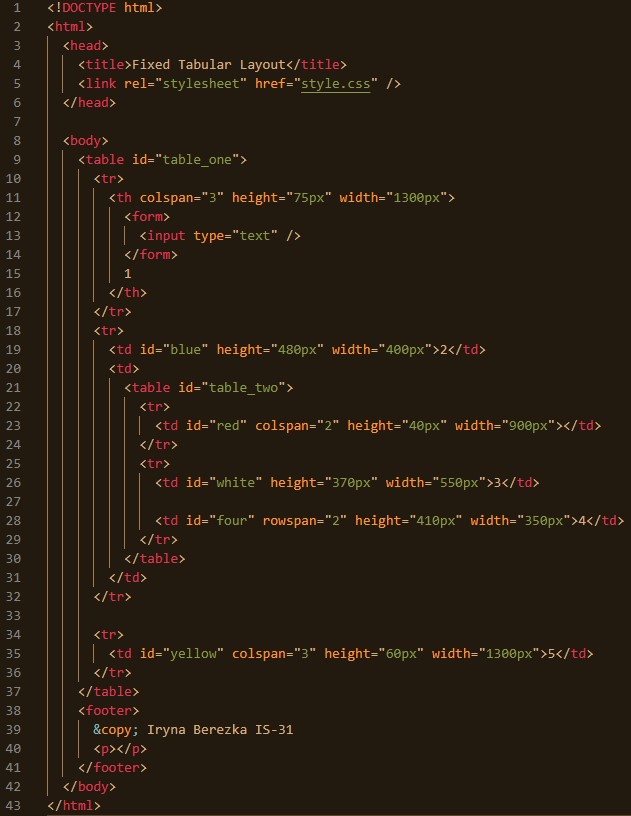 1 <!DOCTYPE html>
2 <html>
3 <head>
4 <title>Fixed Tabular Layout</title>
5 <link rel="stylesheet" href="style.css" />
6 </head>
7
8 <body>
9 <table id="table_one">
10 <tr>
11 <th colspan="3" height="75px" width="1300px">
12 <form>
13 <input type="text" />
14 </form>
15 1
16 </th>
17 </tr>
18 <tr>
19 <td id="blue" height="480px" width="400px">2</td>
20 <td>
21 <table id="table_two">
22 <tr>
23 <td id="red" colspan="2" height="40px" width="900px"></td>
24 </tr>
25 <tr>
26 <td id="white" height="370px" width="550px">3</td>
27
28 <td id="four" rowspan="2" height="410px" width="350px">4</td>
29 </tr>
30 </table>
31 </td>
32 </tr>
33
34 <tr>
35 <td id="yellow" colspan="3" height="60px" width="1300px">5</td>
36 </tr>
37 </table>
38 <footer>
39 &copy; Iryna Berezka IS-31
40 <p></p>
41 </footer>
42 </body>
43 </html>